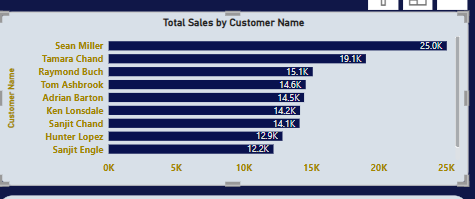 Total Sales by Customer Name
Customer Name
Sean Miller 25.0K
Tamara Chand 19.1K
Raymond Buch 15.1K
Tom Ashbrook 14.6K
Adrian Barton 14.5K
Ken Lonsdale 14.2K
Sanjit Chand 14.1K
Hunter Lopez 12.9K
Sanjit Engle 12.2K
0K 5K 10K 15K 20K 25K